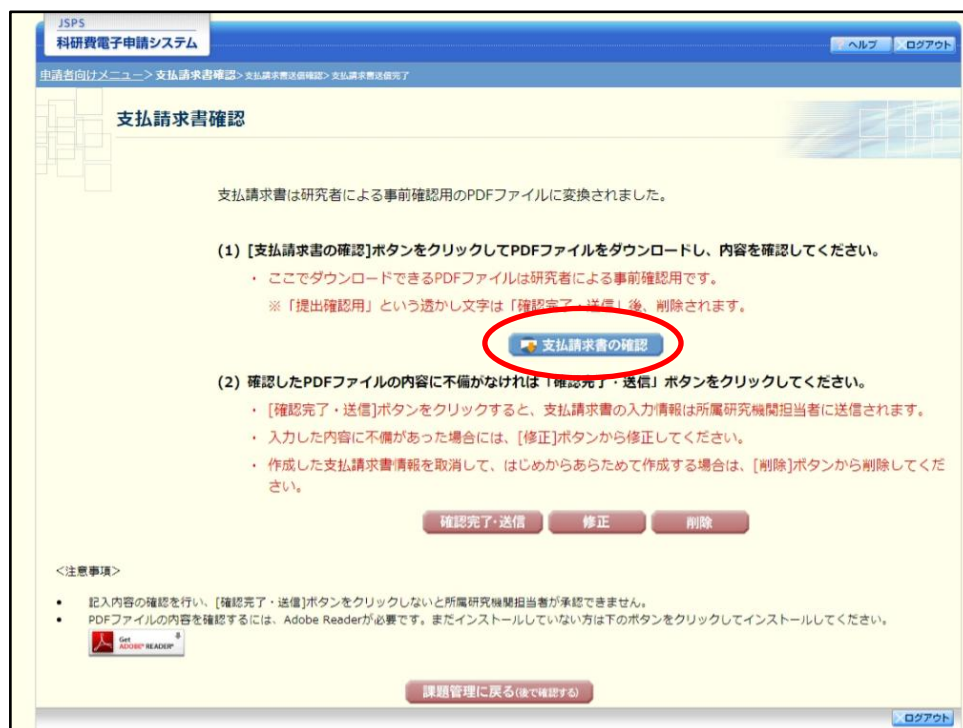 JSPS
科研費電子申請システム
ヘルプ
ログアウト
申請者向けメニュー>支払請求書確認>支払請求書送信確認>支払請求書送信完了
支払請求書確認
支払請求書は研究者による事前確認用のPDFファイルに変換されました。
(1) [支払請求書の確認]ボタンをクリックしてPDFファイルをダウンロードし、内容を確認してください。
・ ここでダウンロードできるPDFファイルは研究者による事前確認用です。
※「提出確認用」という透かし文字は「確認完了・送信」後、削除されます。
支払請求書の確認
(2) 確認したPDFファイルの内容に不備がなければ「確認完了・送信」ボタンをクリックしてください。
・ [確認完了・送信]ボタンをクリックすると、支払請求書の入力情報は所属研究機関担当者に送信されます。
・ 入力した内容に不備があった場合には、[修正]ボタンから修正してください。
・ 作成した支払請求書情報を取消して、はじめからあらためて作成する場合は、[削除]ボタンから削除してくだ
さい。
確認完了・送信
修正
削除
<注意事項>
• 記入内容の確認を行い、[確認完了・送信]ボタンをクリックしないと所属研究機関担当者が承認できません。
• PDFファイルの内容を確認するには、Adobe Readerが必要です。まだインストールしていない方は下のボタンをクリックしてインストールしてください。
Get
ADOBE® READER®
課題管理に戻る(後で確認する)
ログアウト